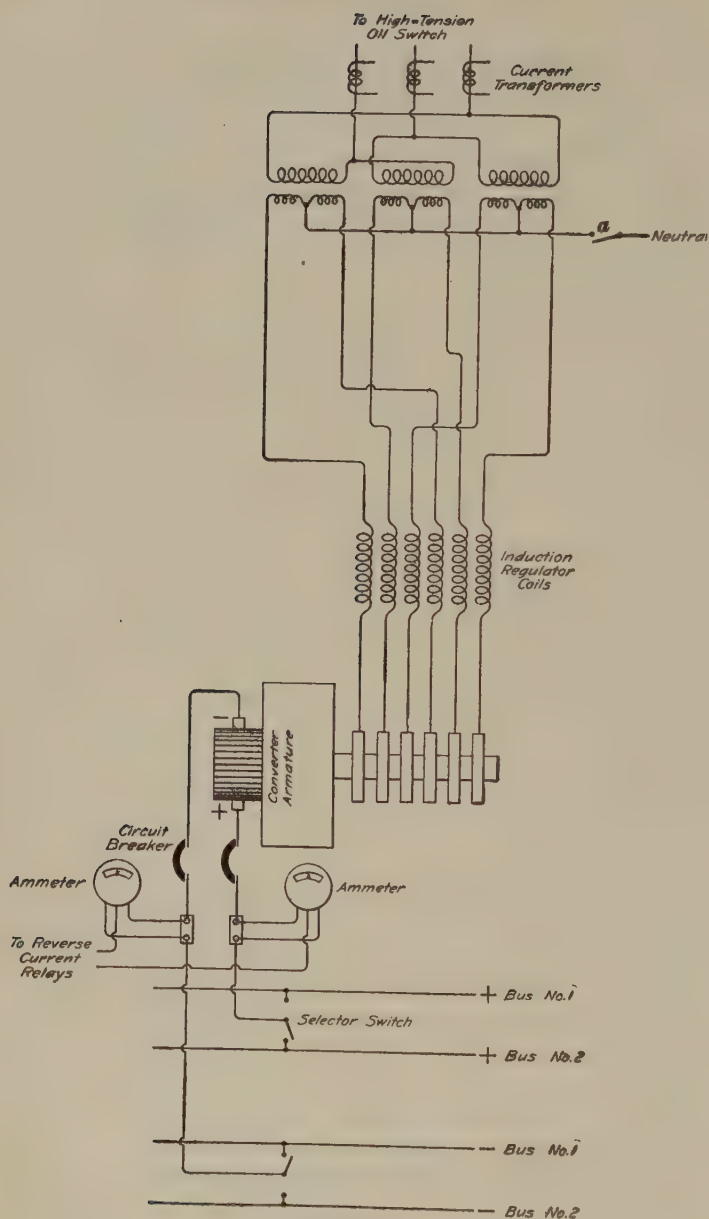 To High-Tension
Oil Switch
Current
Transformers
a
Neutral
Induction
Regulator
Coils
-
Converter
Armature
+
Circuit
Breaker
Ammeter
Ammeter
To Reverse
Current
Relays
+ Bus No.1
Selector Switch
+ Bus No.2
- Bus No.1
- Bus No.2